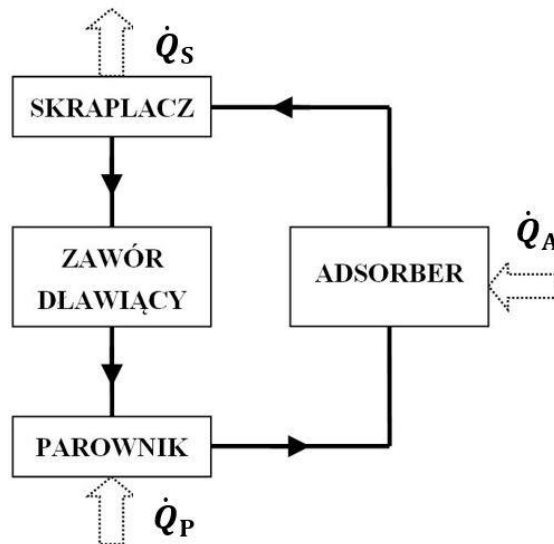 Q̇S
SKRAPLACZ
ZAWÓR
DŁAWIĄCY
ADSORBER
Q̇A
PAROWNIK
Q̇P